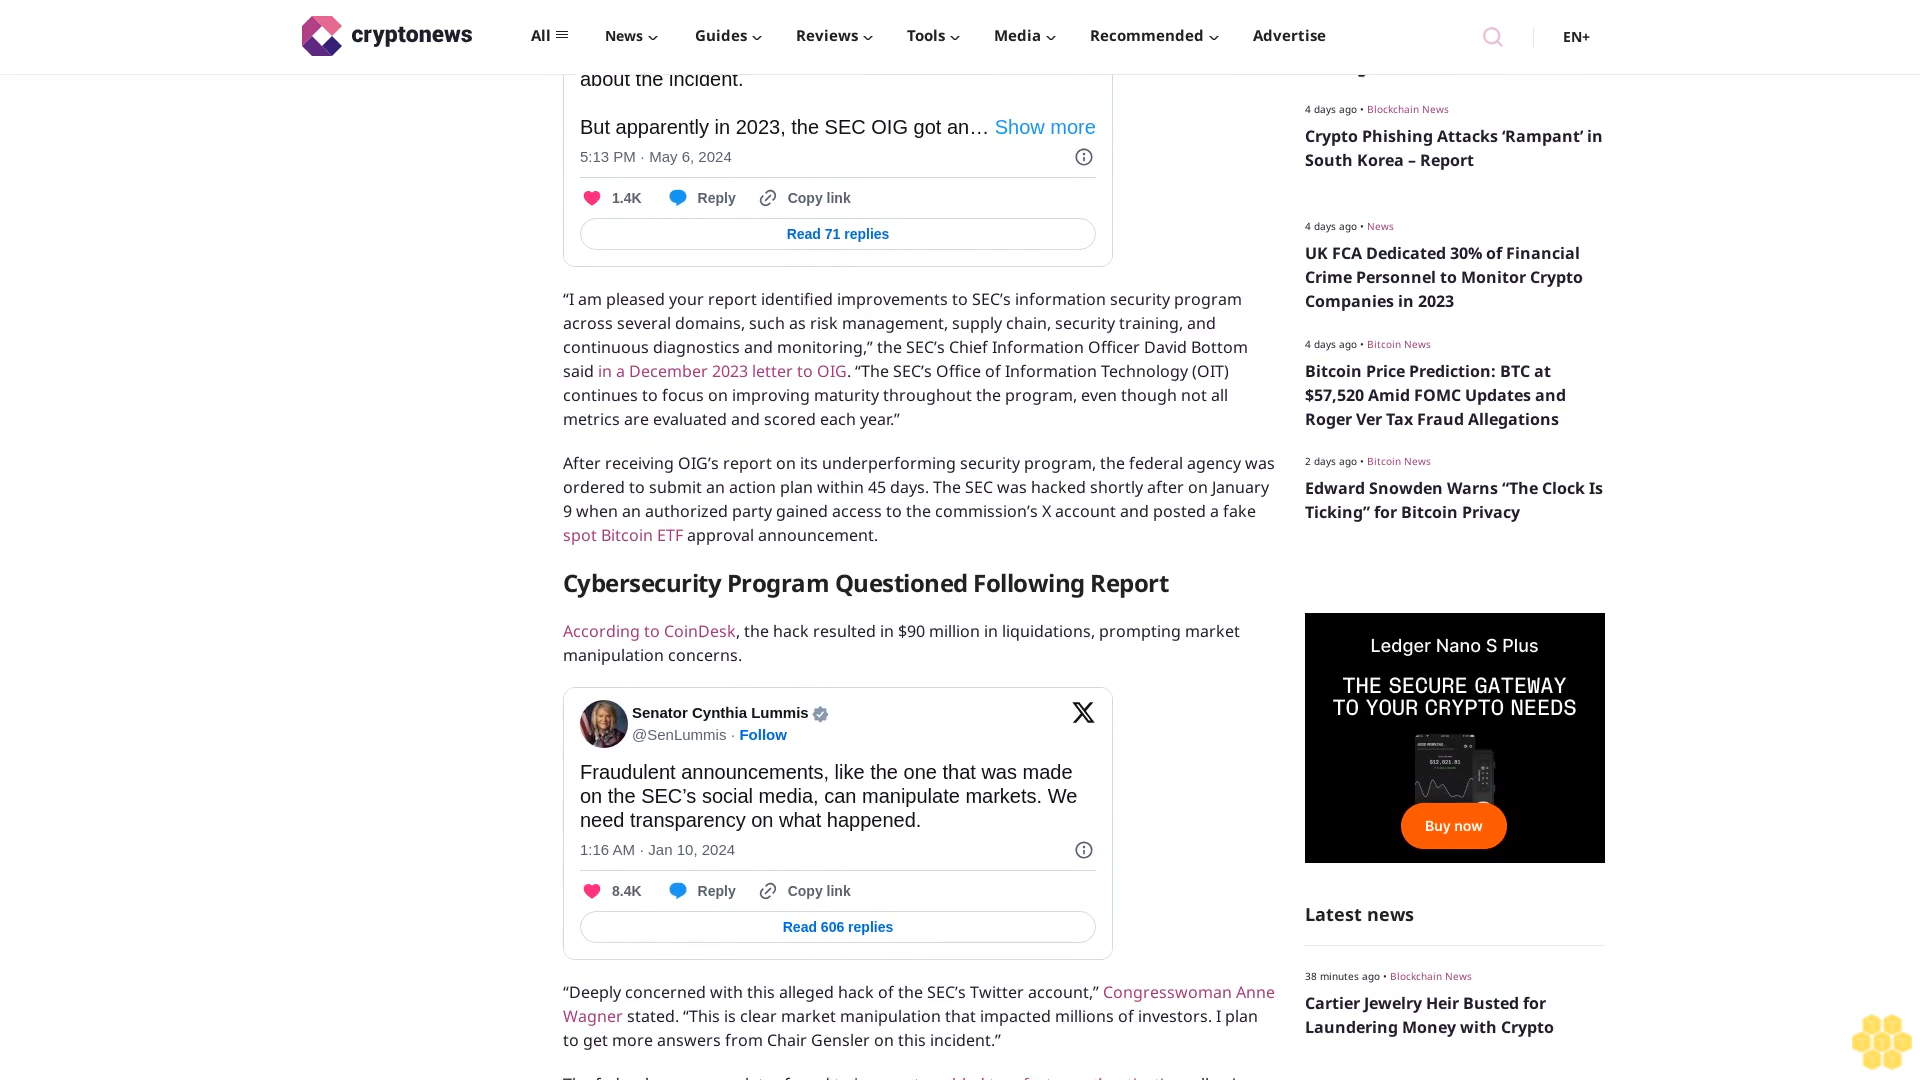 cryptonews
All
News
Guides
Reviews
Tools
Media
Recommended
Advertise
EN+
about the incident.
But apparently in 2023, the SEC OIG got an… Show more
5:13 PM · May 6, 2024
1.4K
Reply
Copy link
Read 71 replies
“I am pleased your report identified improvements to SEC’s information security program
across several domains, such as risk management, supply chain, security training, and
continuous diagnostics and monitoring,” the SEC’s Chief Information Officer David Bottom
said in a December 2023 letter to OIG. “The SEC’s Office of Information Technology (OIT)
continues to focus on improving maturity throughout the program, even though not all
metrics are evaluated and scored each year.”
After receiving OIG’s report on its underperforming security program, the federal agency was
ordered to submit an action plan within 45 days. The SEC was hacked shortly after on January
9 when an authorized party gained access to the commission’s X account and posted a fake
spot Bitcoin ETF approval announcement.
Cybersecurity Program Questioned Following Report
According to CoinDesk, the hack resulted in $90 million in liquidations, prompting market
manipulation concerns.
Senator Cynthia Lummis
@SenLummis · Follow
Fraudulent announcements, like the one that was made
on the SEC’s social media, can manipulate markets. We
need transparency on what happened.
1:16 AM · Jan 10, 2024
8.4K
Reply
Copy link
Read 606 replies
“Deeply concerned with this alleged hack of the SEC’s Twitter account,” Congresswoman Anne
Wagner stated. “This is clear market manipulation that impacted millions of investors. I plan
to get more answers from Chair Gensler on this incident.”
4 days ago • Blockchain News
Crypto Phishing Attacks ‘Rampant’ in
South Korea – Report
4 days ago • News
UK FCA Dedicated 30% of Financial
Crime Personnel to Monitor Crypto
Companies in 2023
4 days ago • Bitcoin News
Bitcoin Price Prediction: BTC at
$57,520 Amid FOMC Updates and
Roger Ver Tax Fraud Allegations
2 days ago • Bitcoin News
Edward Snowden Warns “The Clock Is
Ticking” for Bitcoin Privacy
Ledger Nano S Plus
THE SECURE GATEWAY
TO YOUR CRYPTO NEEDS
Buy now
Latest news
38 minutes ago • Blockchain News
Cartier Jewelry Heir Busted for
Laundering Money with Crypto